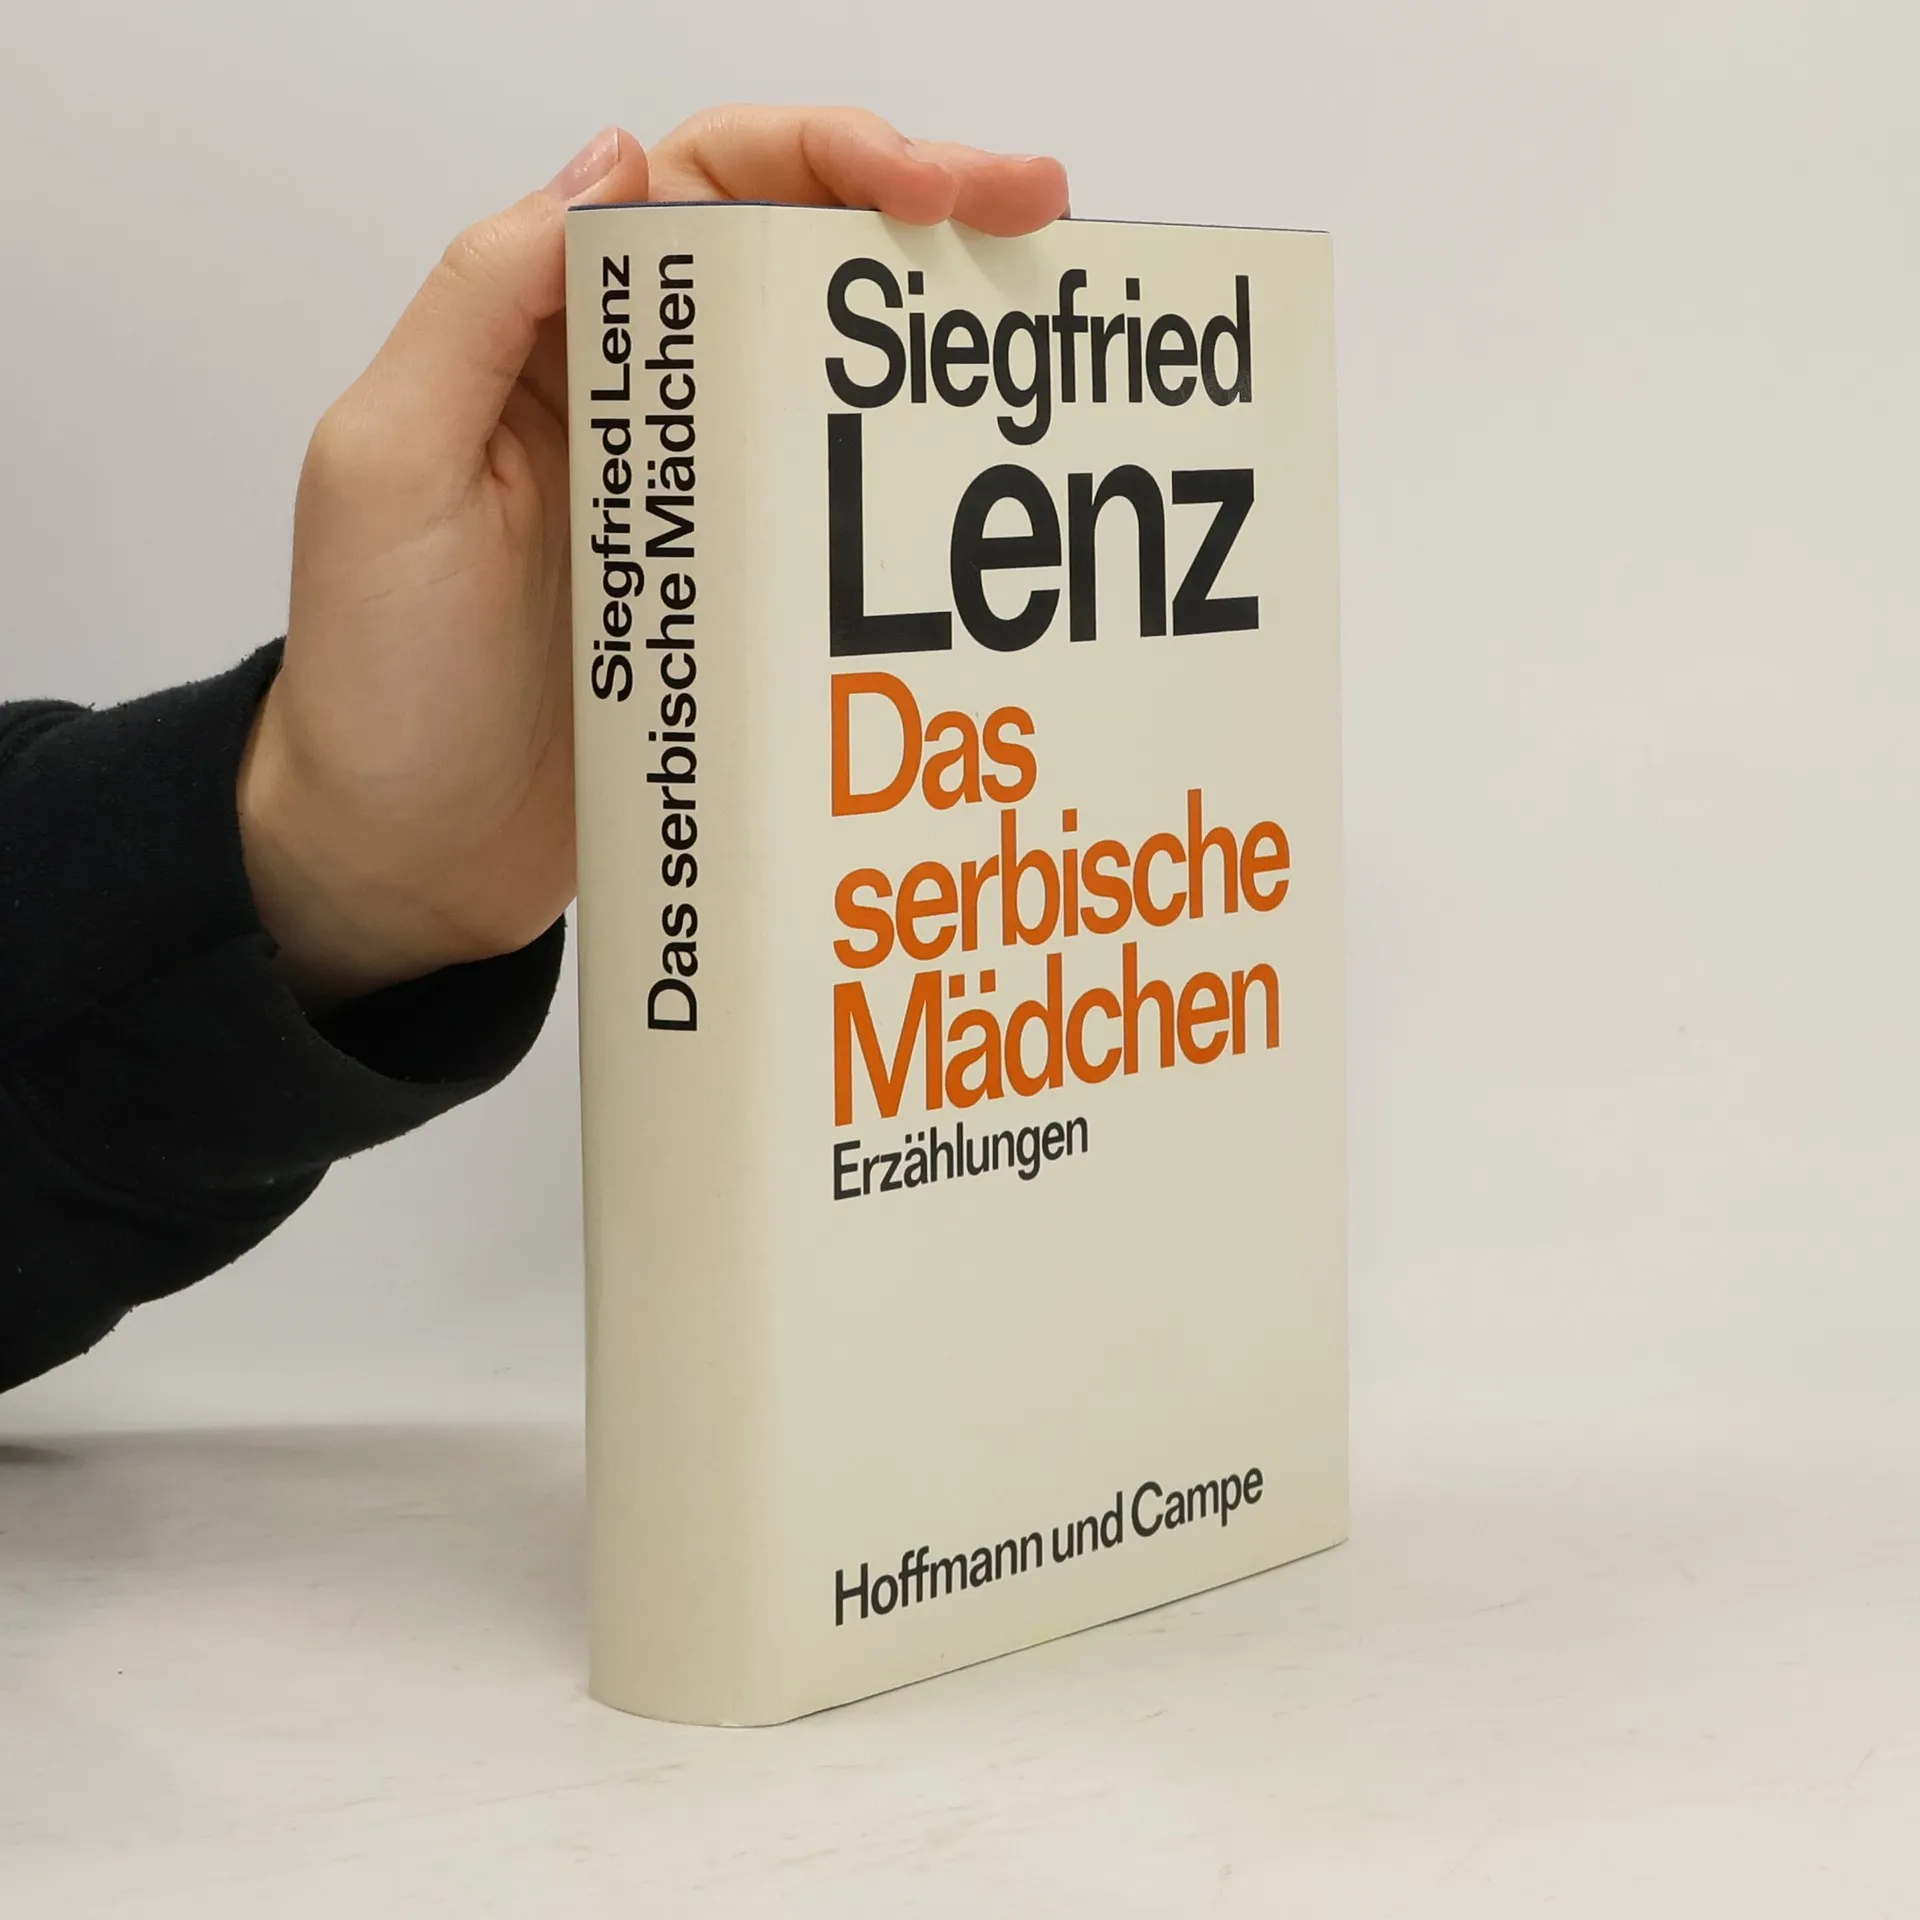 Siegfried Lenz
Das serbische Mädchen
Siegfried
Lenz
Das
serbische
Mädchen
Erzählungen
Hoffmann und Campe